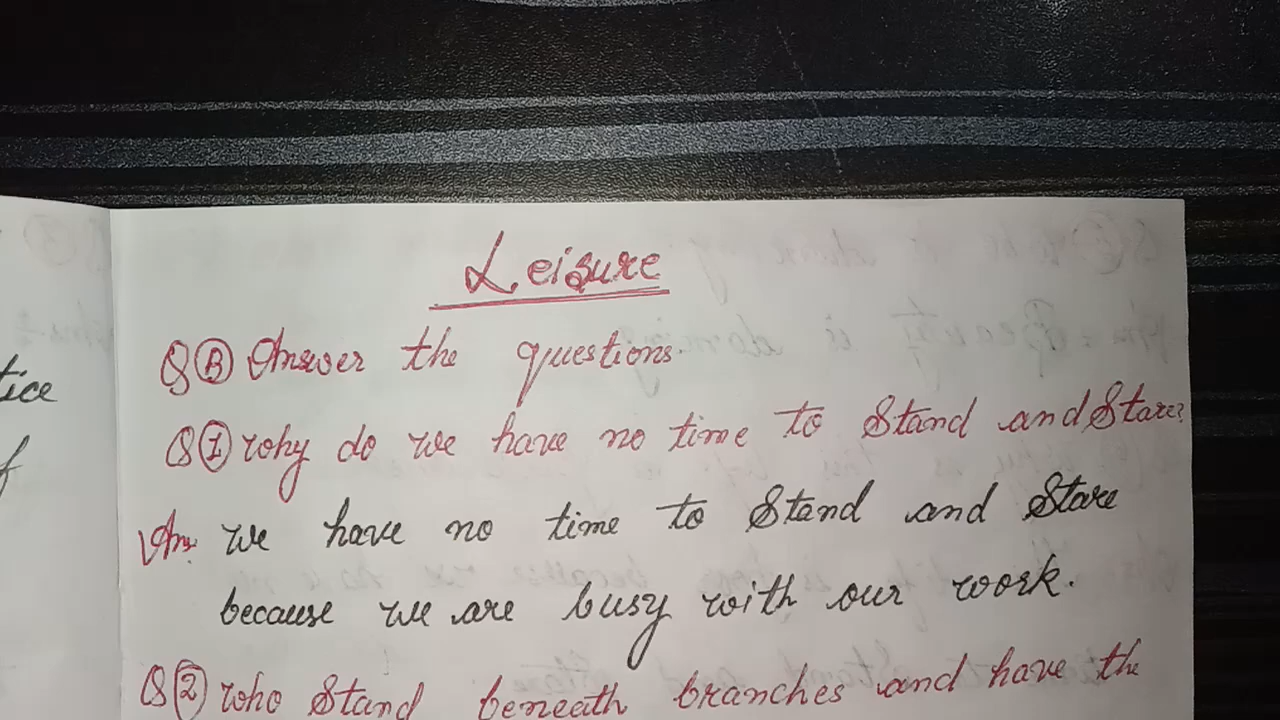 Leisure
Q(B) Answer the questions.
Q(1) why do we have no time to Stand and Stare?
Ans. we have no time to Stand and Stare
because we are busy with our work.
Q(2) who Stand beneath branches and have the
tice
f